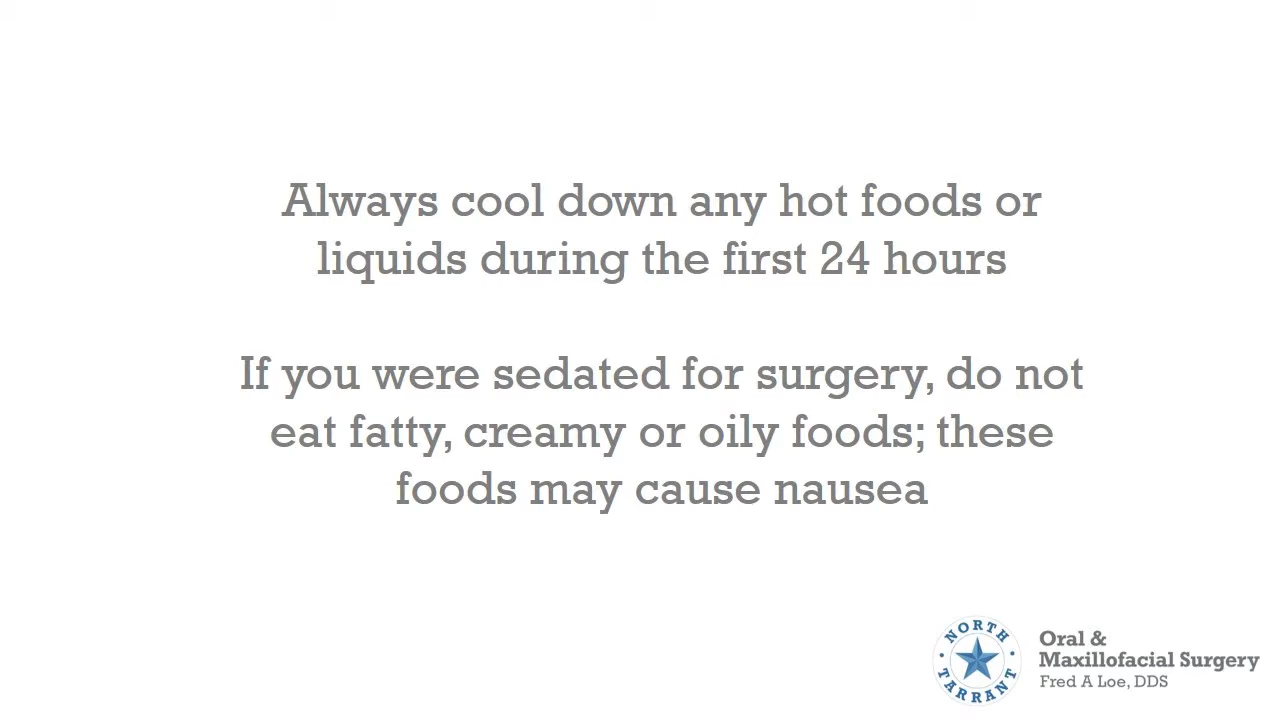 Always cool down any hot foods or
liquids during the first 24 hours
If you were sedated for surgery, do not
eat fatty, creamy or oily foods; these
foods may cause nausea
NORTH
TARRANT
Oral &
Maxillofacial Surgery
Fred A Loe, DDS